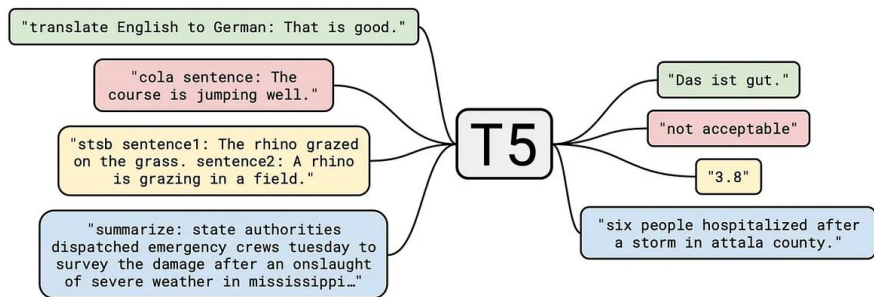 "translate English to German: That is good."
"cola sentence: The
course is jumping well."
"stsb sentence1: The rhino grazed
on the grass. sentence2: A rhino
is grazing in a field."
"summarize: state authorities
dispatched emergency crews tuesday to
survey the damage after an onslaught
of severe weather in mississippi…"
T5
"Das ist gut."
"not acceptable"
"3.8"
"six people hospitalized after
a storm in attala county."